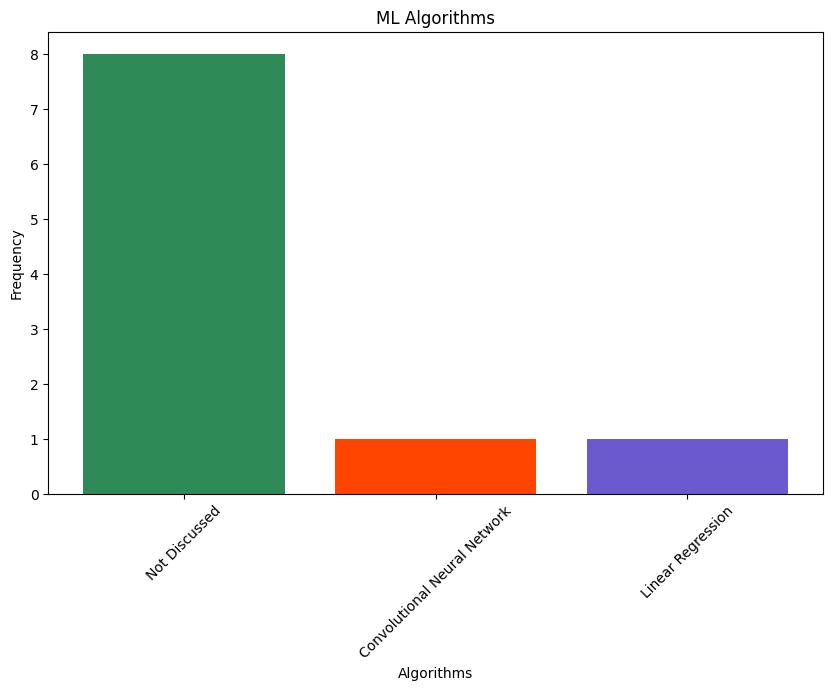 ML Algorithms
Frequency
8
7
6
5
4
3
2
1
0
Not Discussed
Convolutional Neural Network
Linear Regression
Algorithms